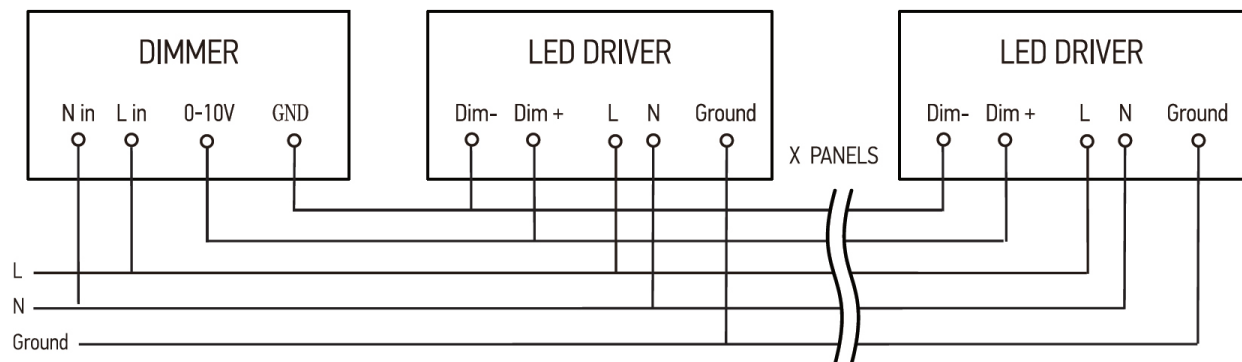 DIMMER LED DRIVER LED DRIVER
N in L in 0-10V GND Dim- Dim + L N Ground Dim- Dim + L N Ground
X PANELS
L
N
Ground